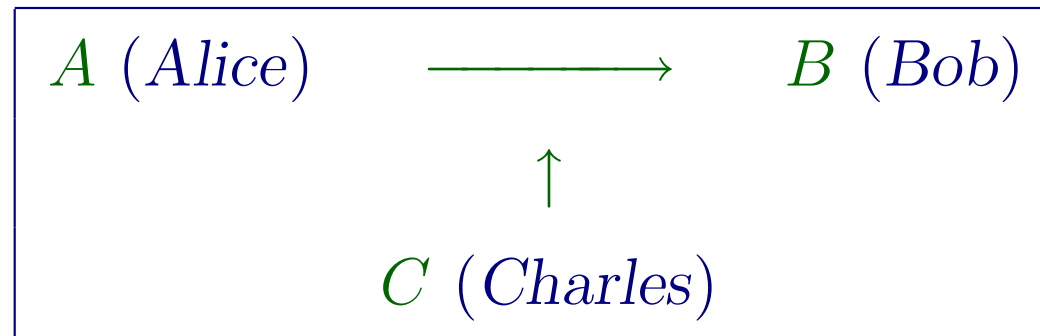 A (Alice) ⟶ B (Bob)
↑
C (Charles)